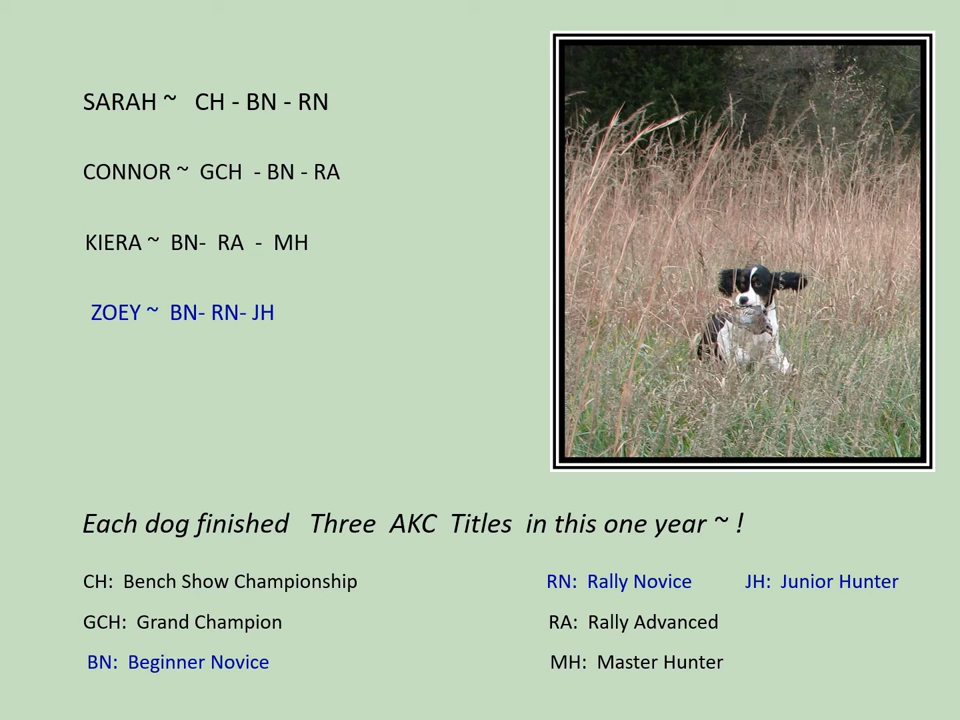 SARAH ~ CH - BN - RN
CONNOR ~ GCH - BN - RA
KIERA ~ BN- RA - MH
ZOEY ~ BN- RN- JH
Each dog finished Three AKC Titles in this one year ~ !
CH: Bench Show Championship
GCH: Grand Champion
BN: Beginner Novice
RN: Rally Novice JH: Junior Hunter
RA: Rally Advanced
MH: Master Hunter